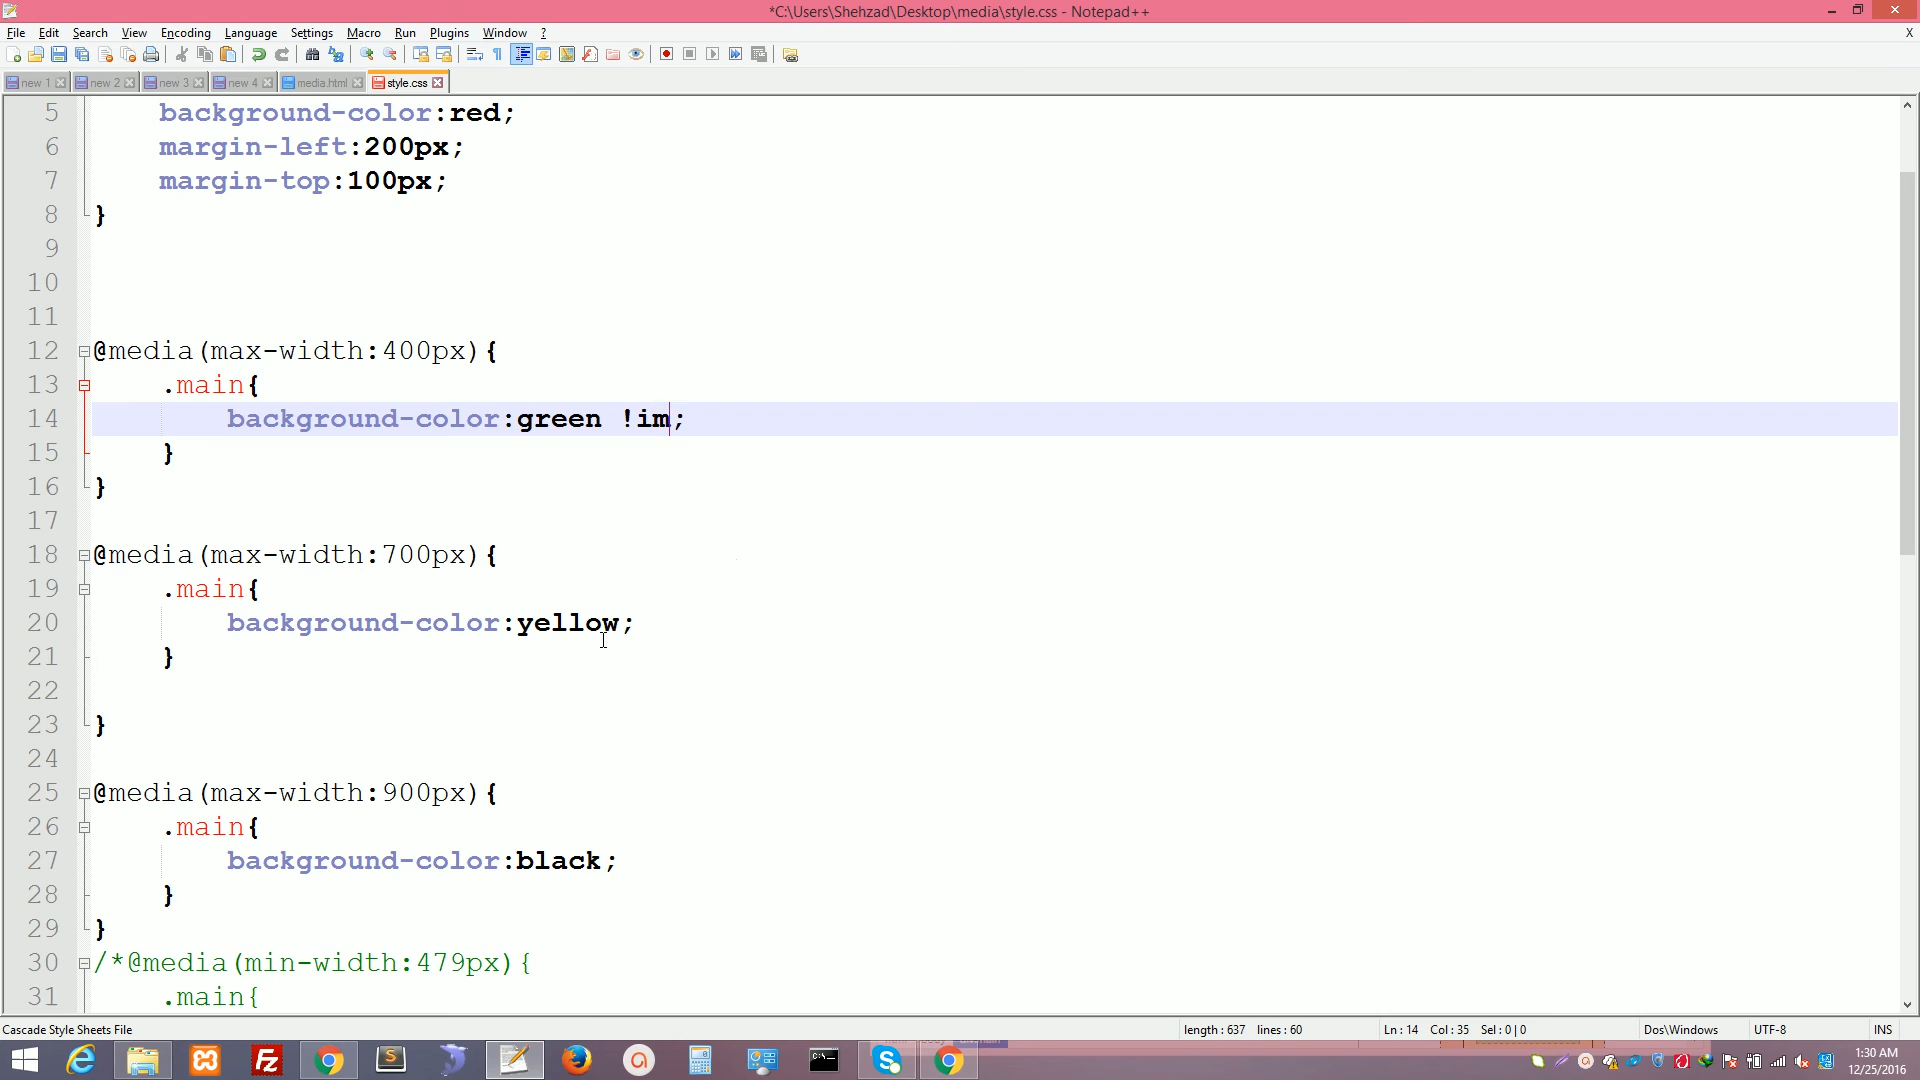 *C:\Users\Shehzad\Desktop\media\style.css - Notepad++
File Edit Search View Encoding Language Settings Macro Run Plugins Window ? X
new 1 new 2 new 3 new 4 media.html style.css
5 background-color:red;
6 margin-left:200px;
7 margin-top:100px;
8 }
9
10
11
12 @media(max-width:400px){
13 .main{
14 background-color:green !im;
15 }
16 }
17
18 @media(max-width:700px){
19 .main{
20 background-color:yellow;
21 }
22
23 }
24
25 @media(max-width:900px){
26 .main{
27 background-color:black;
28 }
29 }
30 /*@media(min-width:479px){
31 .main{
Cascade Style Sheets File length : 637 lines : 60 Ln : 14 Col : 35 Sel : 0 | 0 Dos\Windows UTF-8 INS
1:30 AM
12/25/2016